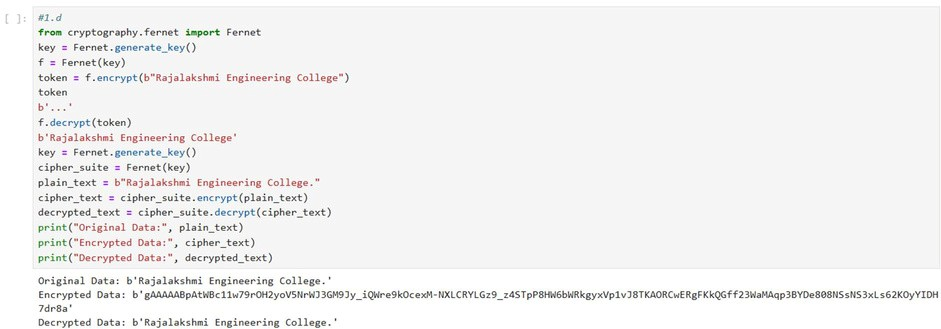 [ ]:
#1.d
from cryptography.fernet import Fernet
key = Fernet.generate_key()
f = Fernet(key)
token = f.encrypt(b"Rajalakshmi Engineering College")
token
b'...'
f.decrypt(token)
b'Rajalakshmi Engineering College'
key = Fernet.generate_key()
cipher_suite = Fernet(key)
plain_text = b"Rajalakshmi Engineering College."
cipher_text = cipher_suite.encrypt(plain_text)
decrypted_text = cipher_suite.decrypt(cipher_text)
print("Original Data:", plain_text)
print("Encrypted Data:", cipher_text)
print("Decrypted Data:", decrypted_text)
Original Data: b'Rajalakshmi Engineering College.'
Encrypted Data: b'gAAAAABpAtWBc11w79rOH2yoV5NrWJ3GM9Jy_iQWre9kOcexM-NXLCRYLGz9_z4STpP8HW6bWRkgyxVp1vJ8TKAORCwERgFKkQGff23WaMAqp3BYDe808NSsNS3xLs62KOyYIDH
7dr8a'
Decrypted Data: b'Rajalakshmi Engineering College.'